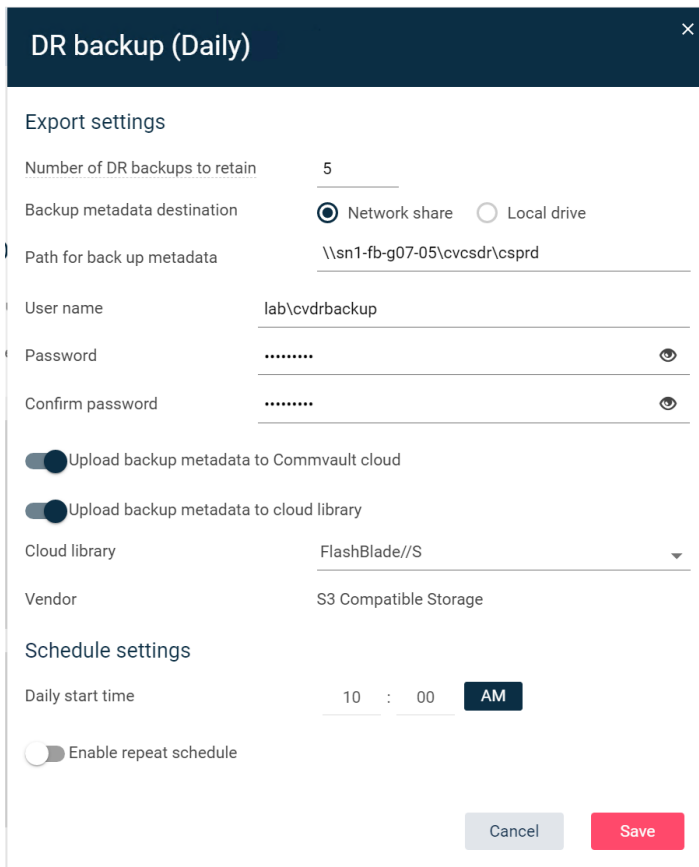 DR backup (Daily)
Export settings
Number of DR backups to retain 5
Backup metadata destination Network share Local drive
Path for back up metadata \\sn1-fb-g07-05\cvcsdr\csprd
User name lab\cvdrbackup
Password •••••••••
Confirm password •••••••••
Upload backup metadata to Commvault cloud
Upload backup metadata to cloud library
Cloud library FlashBlade//S
Vendor S3 Compatible Storage
Schedule settings
Daily start time 10 : 00 AM
Enable repeat schedule
Cancel Save